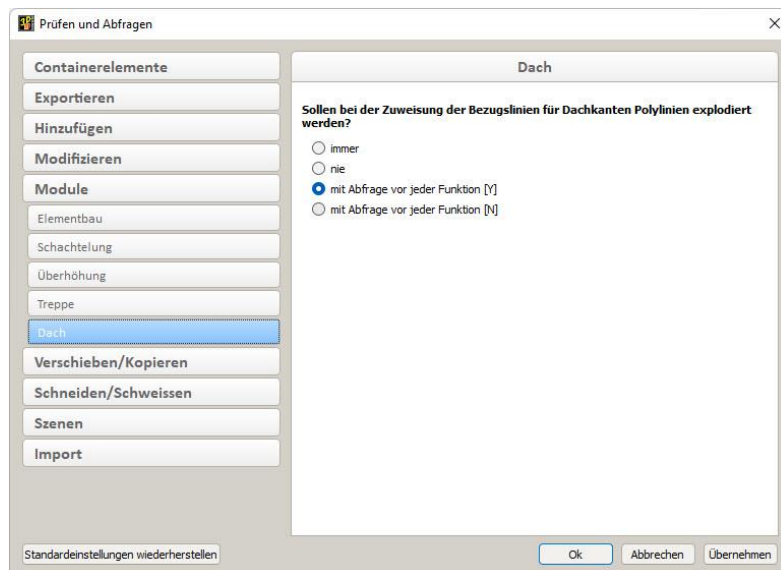 Prüfen und Abfragen
Containerelemente
Exportieren
Hinzufügen
Modifizieren
Module
Elementbau
Schachtelung
Überhöhung
Treppe
Dach
Verschieben/Kopieren
Schneiden/Schweissen
Szenen
Import
Dach
Sollen bei der Zuweisung der Bezugslinien für Dachkanten Polylinien explodiert
werden?
immer
nie
mit Abfrage vor jeder Funktion [Y]
mit Abfrage vor jeder Funktion [N]
Standardeinstellungen wiederherstellen
Ok
Abbrechen
Übernehmen